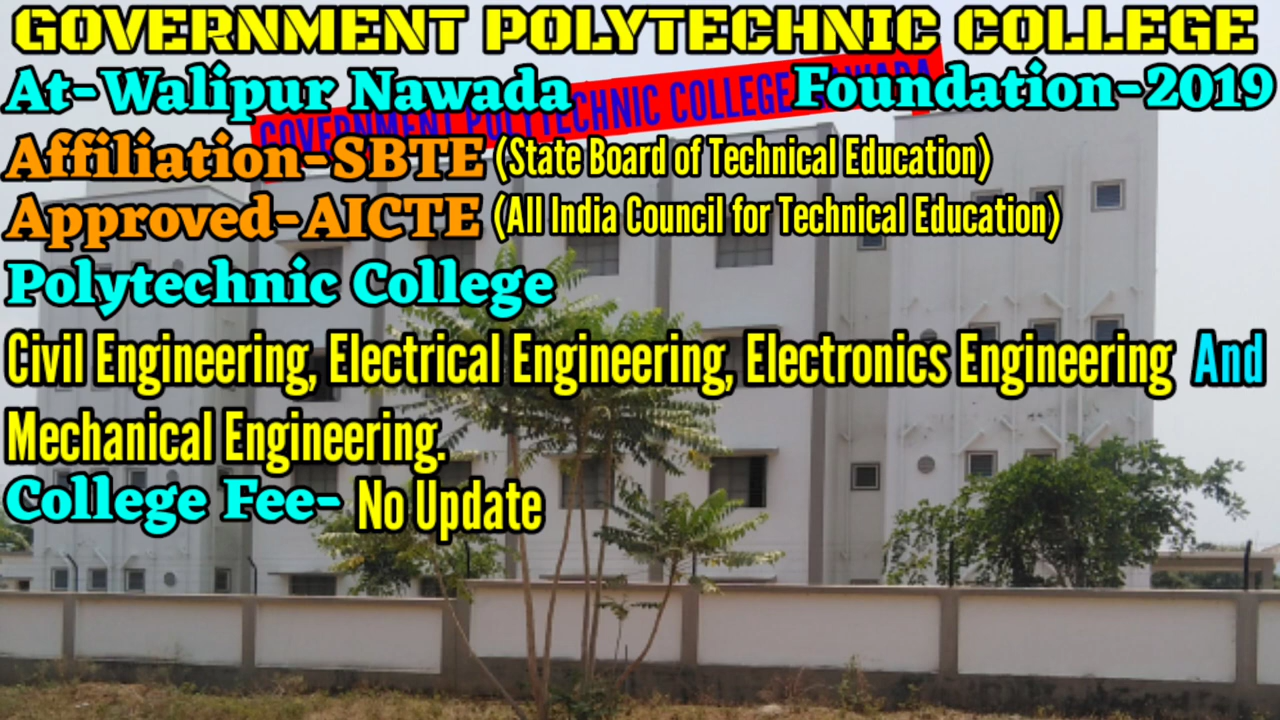 GOVERNMENT POLYTECHNIC COLLEGE
At-Walipur Nawada Foundation-2019
GOVERNMENT POLYTECHNIC COLLEGE NAWADA
Affiliation-SBTE (State Board of Technical Education)
Approved-AICTE (All India Council for Technical Education)
Polytechnic College
Civil Engineering, Electrical Engineering, Electronics Engineering And
Mechanical Engineering.
College Fee- No Update